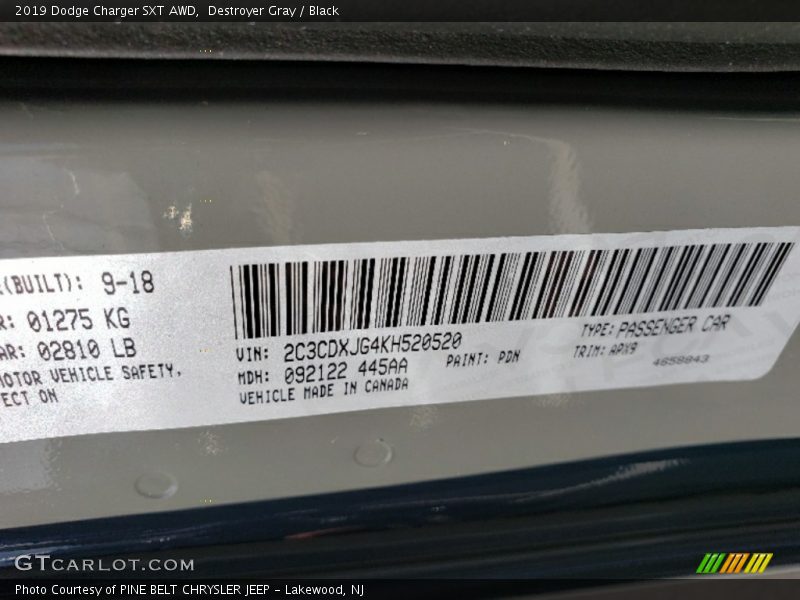 2019 Dodge Charger SXT AWD,  Destroyer Gray / Black
(BUILT): 9-18
R: 01275 KG
AR: 02810 LB
MOTOR VEHICLE SAFETY,
ECT ON
VIN: 2C3CDXJG4KH520520
TYPE: PASSENGER CAR
MDH: 092122 445AA
PAINT: PDN
TRIM: APX9
VEHICLE MADE IN CANADA
4658843
GTCARLOT.COM
Photo Courtesy of PINE BELT CHRYSLER JEEP – Lakewood, NJ